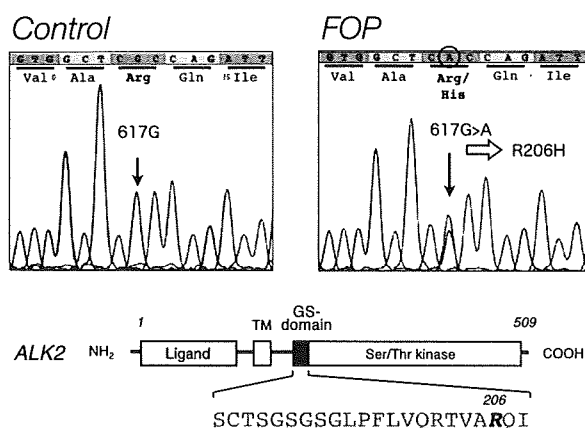 Control
FOP
G T G G C T C G C C A G A T T
Val Ala Arg Gln Ile
G T G G C T C A C C A G A T T
Val Ala Arg/ Gln Ile
His
617G
617G>A
R206H
GS-
domain
1 TM 509
ALK2 NH2 Ligand Ser/Thr kinase COOH
206
SCTSGSGSGLPFLVORTVAROI